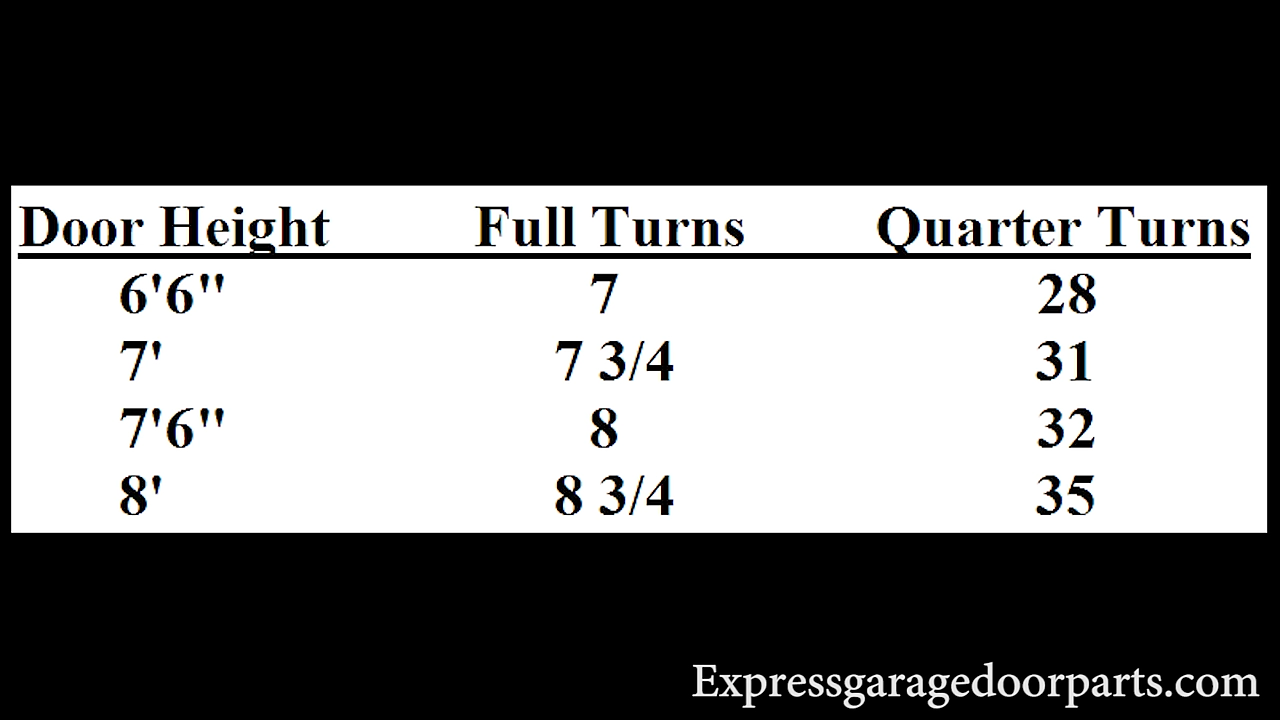 Door Height Full Turns Quarter Turns
6'6" 7 28
7' 7 3/4 31
7'6" 8 32
8' 8 3/4 35
Expressgaragedoorparts.com